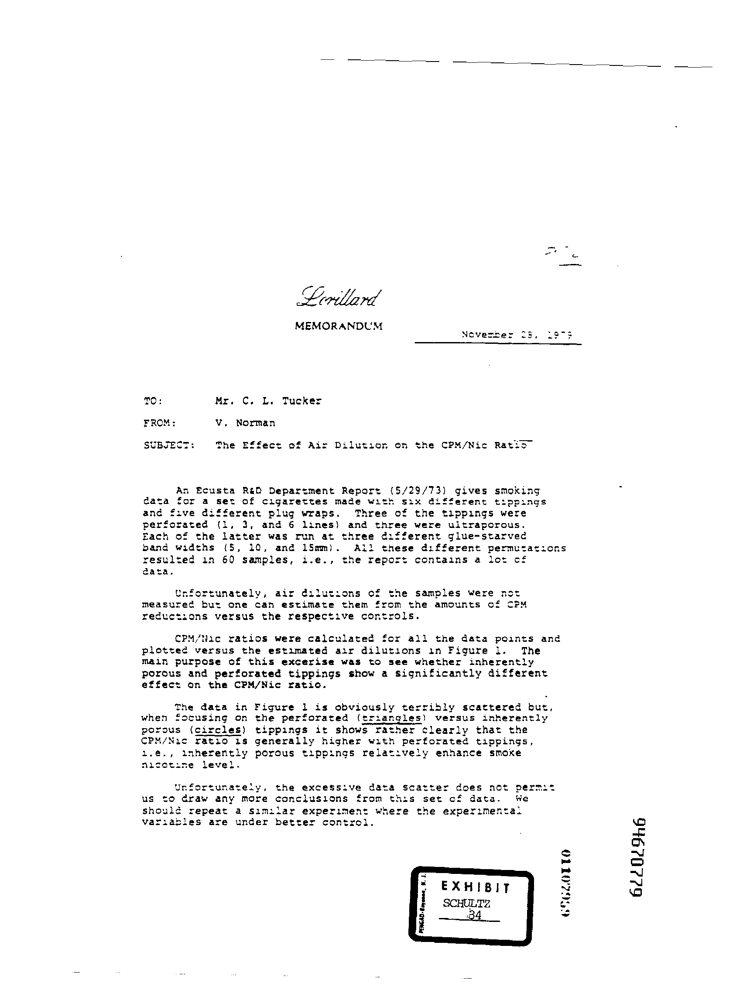 Lorillard
MEMORANDUM
November 28, 1979
TO: Mr. C. L. Tucker
FROM: V. Norman
SUBJECT: The Effect of Air Dilution on the CPM/Nic Ratio
An Ecusta R&D Department Report (5/29/73) gives smoking
data for a set of cigarettes made with six different tippings
and five different plug wraps. Three of the tippings were
perforated (1, 3, and 6 lines) and three were ultraporous.
Each of the latter was run at three different glue-starved
band widths (5, 10, and 15mm). All these different permutations
resulted in 60 samples, i.e., the report contains a lot of
data.
Unfortunately, air dilutions of the samples were not
measured but one can estimate them from the amounts of CPM
reductions versus the respective controls.
CPM/Nic ratios were calculated for all the data points and
plotted versus the estimated air dilutions in Figure 1. The
main purpose of this excerise was to see whether inherently
porous and perforated tippings show a significantly different
effect on the CPM/Nic ratio.
The data in Figure 1 is obviously terribly scattered but,
when focusing on the perforated (triangles) versus inherently
porous (circles) tippings it shows rather clearly that the
CPM/Nic ratio is generally higher with perforated tippings,
i.e., inherently porous tippings relatively enhance smoke
nicotine level.
Unfortunately, the excessive data scatter does not permit
us to draw any more conclusions from this set of data. We
should repeat a similar experiment where the experimental
variables are under better control.
EXHIBIT
SCHULTZ
34
01107959
94670779